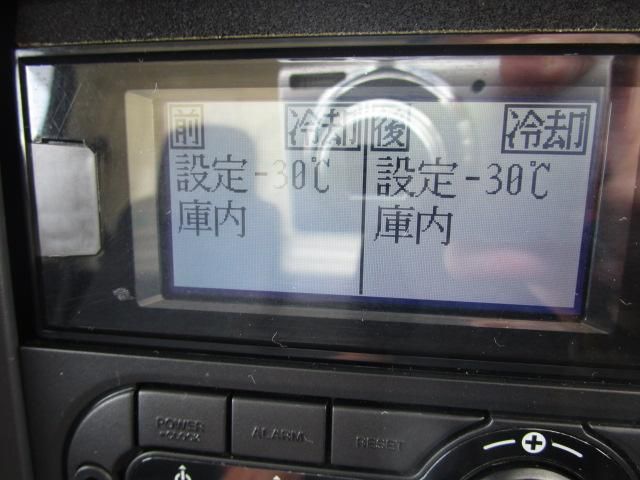 前 冷却 後 冷却
設定-30℃ 設定-30℃
庫内 庫内
POWER ALARM RESET
CLOCK